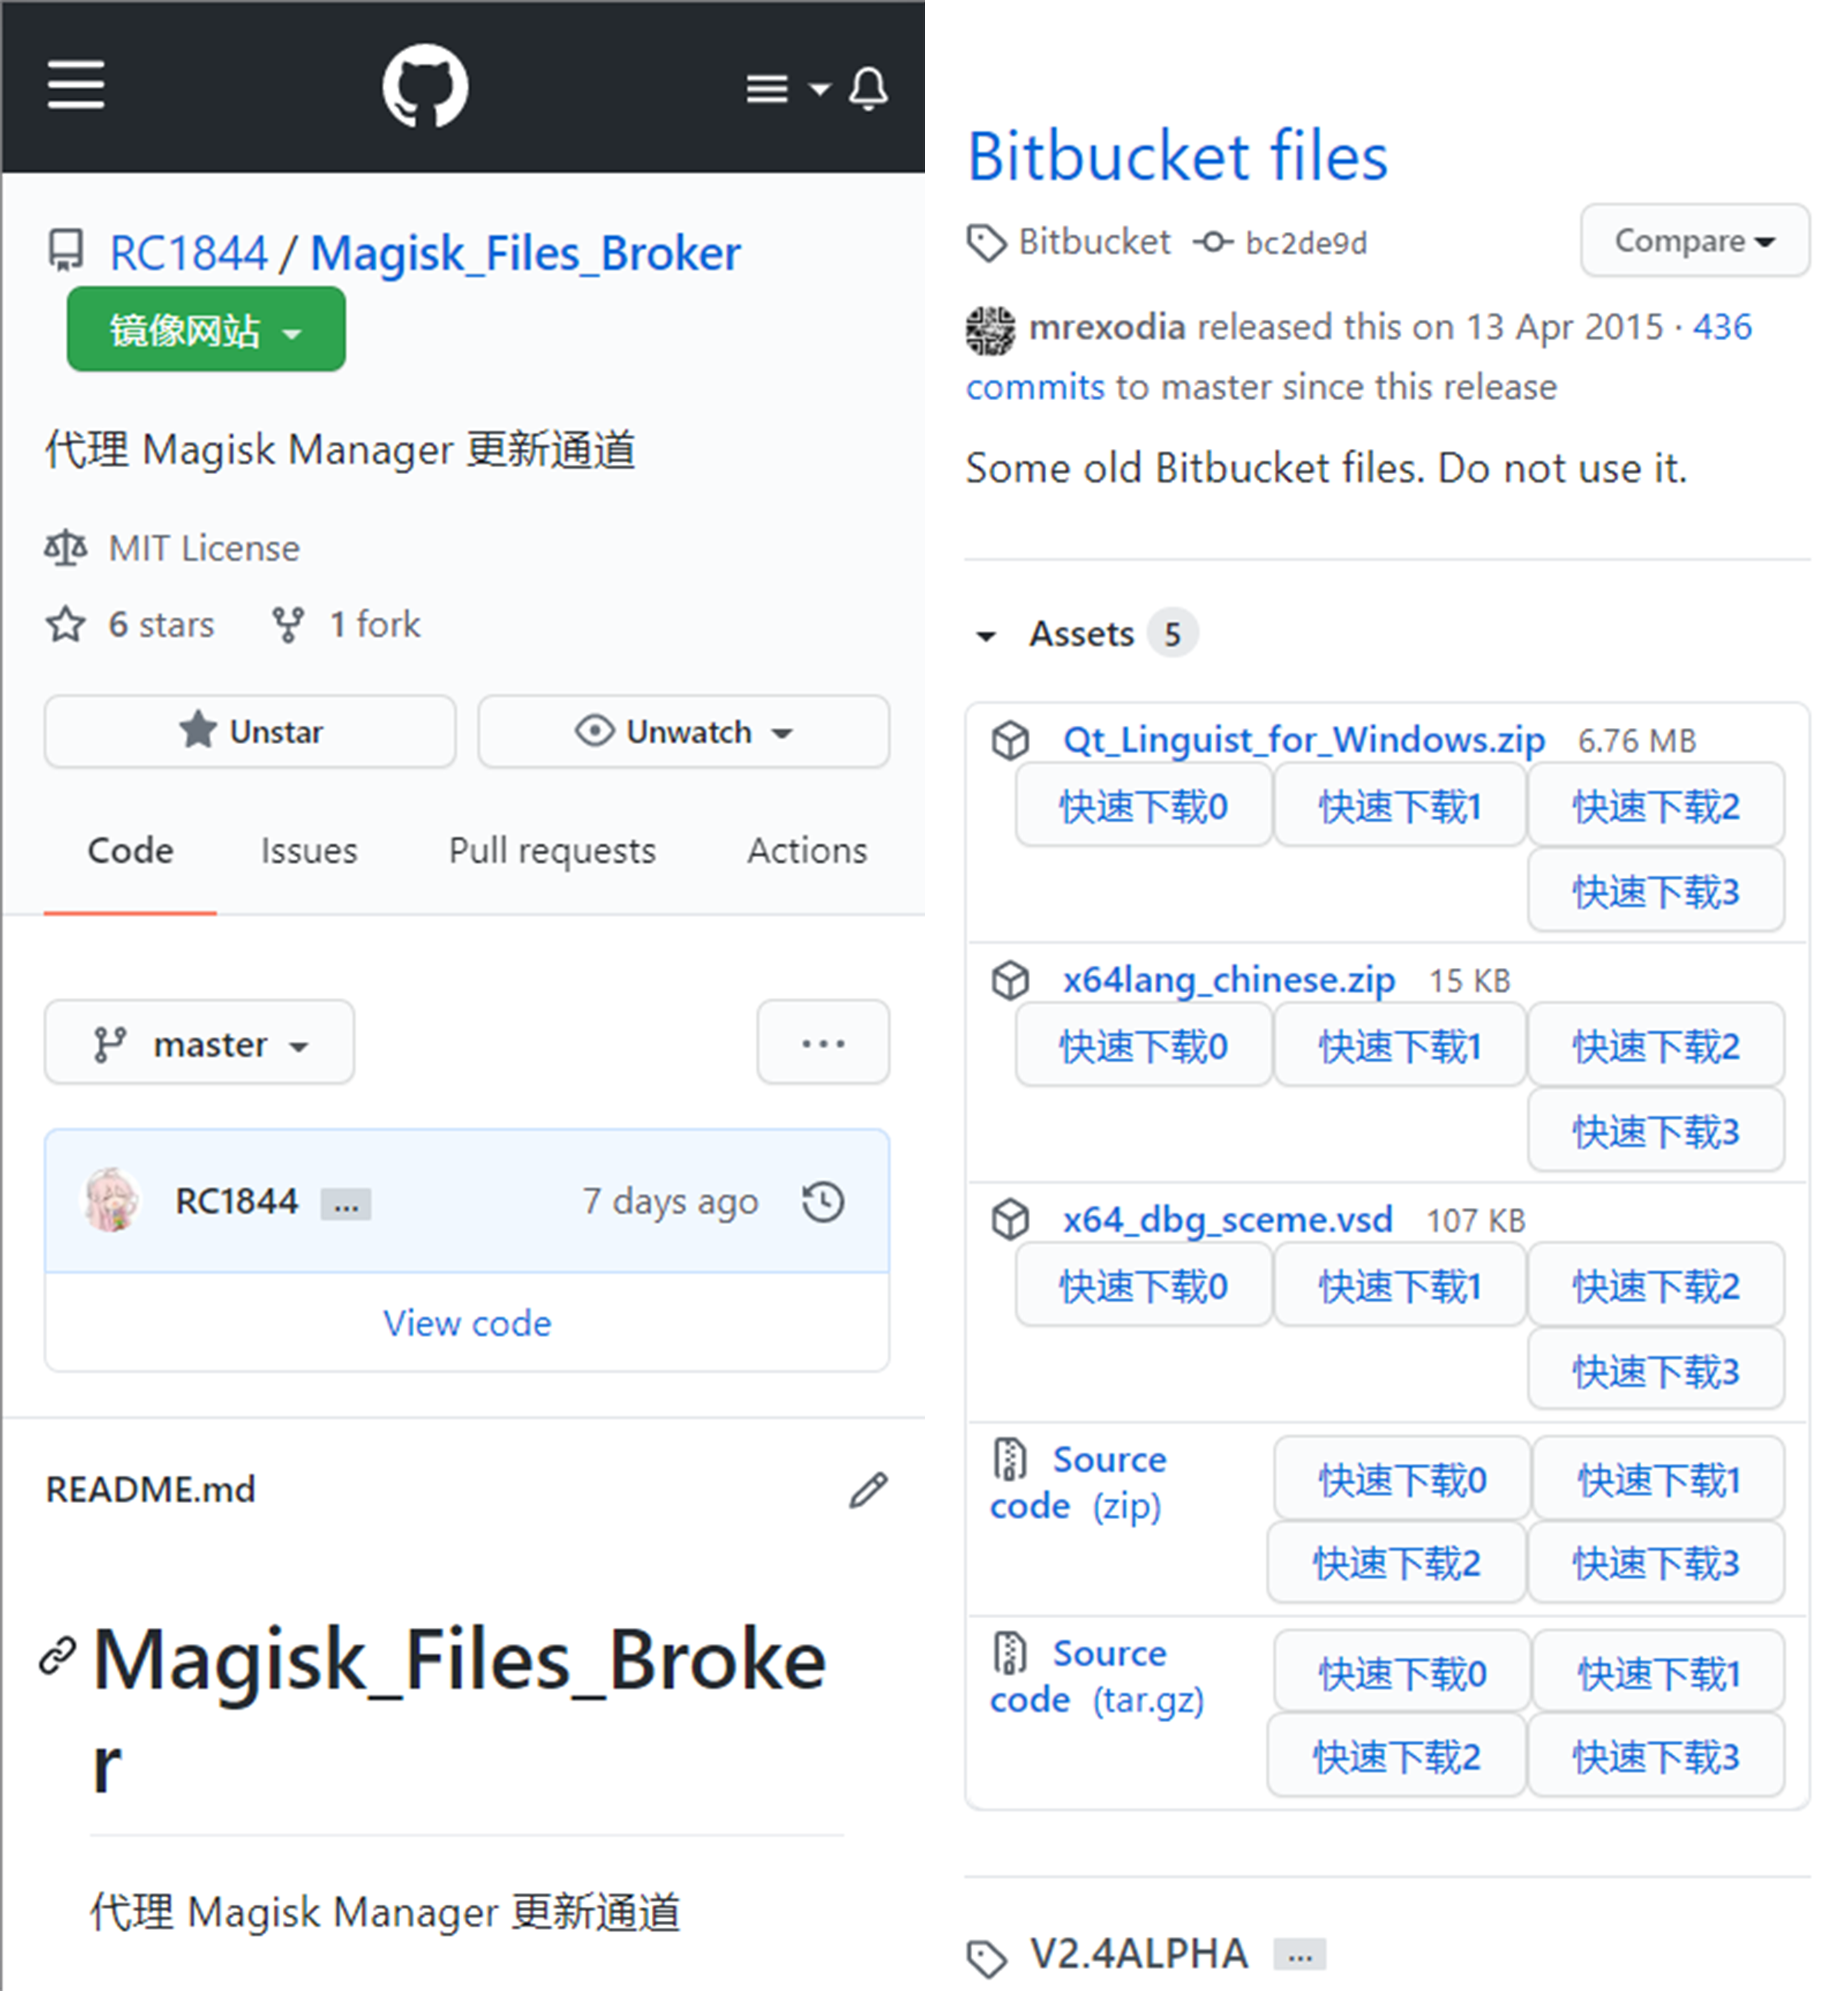 RC1844 / Magisk_Files_Broker
镜像网站
代理 Magisk Manager 更新通道
MIT License
6 stars 1 fork
Unstar Unwatch
Code Issues Pull requests Actions
master ...
RC1844 ... 7 days ago
View code
README.md
Magisk_Files_Broke
r
代理 Magisk Manager 更新通道
Bitbucket files
Bitbucket bc2de9d Compare
mrexodia released this on 13 Apr 2015 · 436
commits to master since this release
Some old Bitbucket files. Do not use it.
Assets 5
Qt_Linguist_for_Windows.zip 6.76 MB
快速下载0 快速下载1 快速下载2
快速下载3
x64lang_chinese.zip 15 KB
快速下载0 快速下载1 快速下载2
快速下载3
x64_dbg_sceme.vsd 107 KB
快速下载0 快速下载1 快速下载2
快速下载3
Source 快速下载0 快速下载1
code (zip)
快速下载2 快速下载3
Source 快速下载0 快速下载1
code (tar.gz)
快速下载2 快速下载3
V2.4ALPHA ...